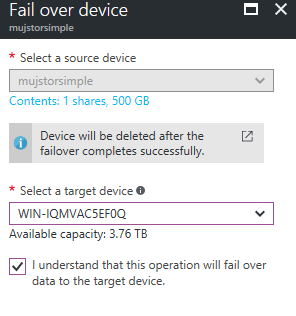 Fail over device
mujstorsimple
* Select a source device
mujstorsimple
Contents: 1 shares, 500 GB
Device will be deleted after the
failover completes successfully.
* Select a target device
WIN-IQMVAC5EF0Q
Available capacity: 3.76 TB
I understand that this operation will fail over
data to the target device.